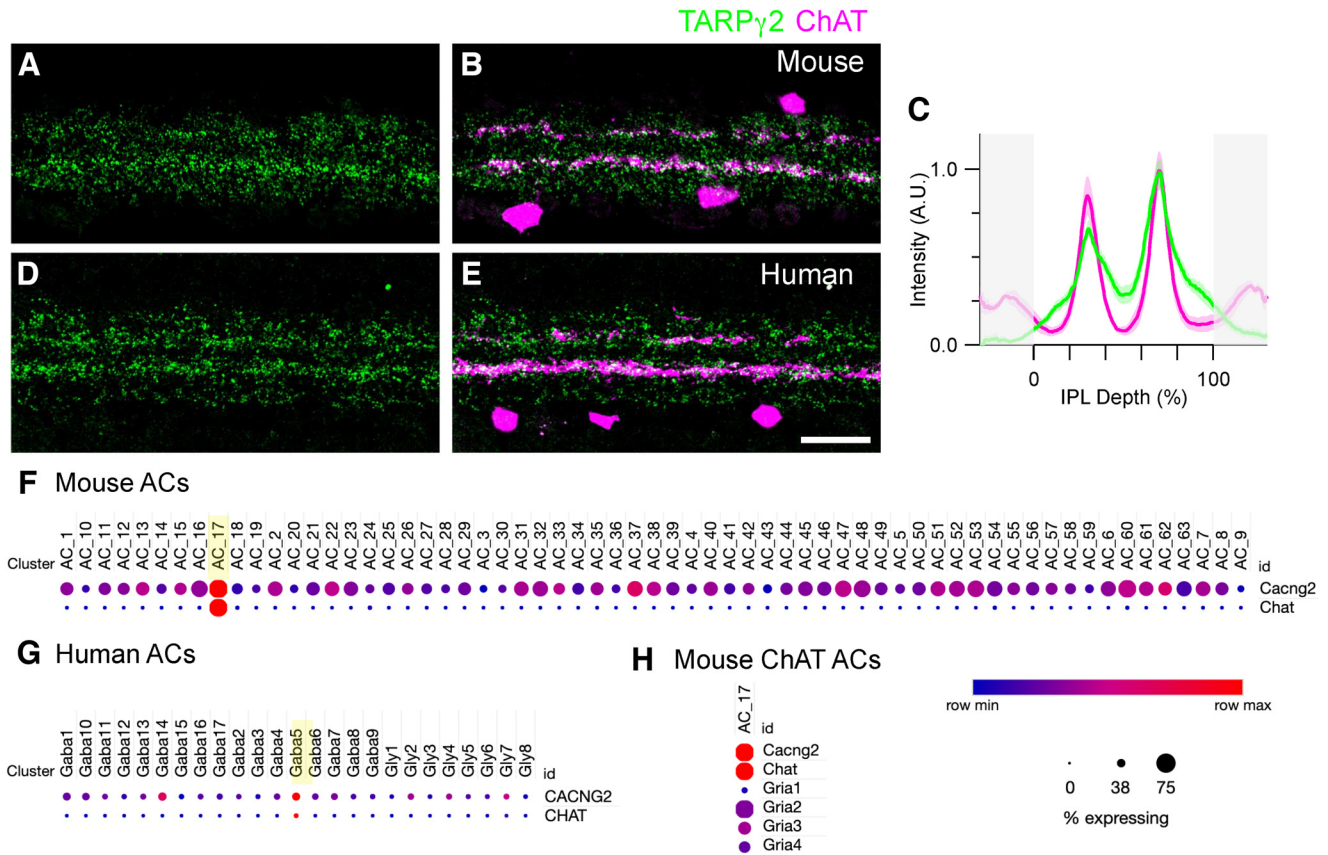 TARPγ2 ChAT
A
B
Mouse
C
1.0
0.0
Intensity (A.U.)
0
100
IPL Depth (%)
D
E
Human
F Mouse ACs
Cluster
AC_1
AC_10
AC_11
AC_12
AC_13
AC_14
AC_15
AC_16
AC_17
AC_18
AC_19
AC_2
AC_20
AC_21
AC_22
AC_23
AC_24
AC_25
AC_26
AC_27
AC_28
AC_29
AC_3
AC_30
AC_31
AC_32
AC_33
AC_34
AC_35
AC_36
AC_37
AC_38
AC_39
AC_4
AC_40
AC_41
AC_42
AC_43
AC_44
AC_45
AC_46
AC_47
AC_48
AC_49
AC_5
AC_50
AC_51
AC_52
AC_53
AC_54
AC_55
AC_56
AC_57
AC_58
AC_59
AC_6
AC_60
AC_61
AC_62
AC_63
AC_7
AC_8
AC_9
id
Cacng2
Chat
G Human ACs
Cluster
Gaba1
Gaba10
Gaba11
Gaba12
Gaba13
Gaba14
Gaba15
Gaba16
Gaba17
Gaba2
Gaba3
Gaba4
Gaba5
Gaba6
Gaba7
Gaba8
Gaba9
Gly1
Gly2
Gly3
Gly4
Gly5
Gly6
Gly7
Gly8
id
CACNG2
CHAT
H Mouse ChAT ACs
AC_17
id
Cacng2
Chat
Gria1
Gria2
Gria3
Gria4
row min
row max
0
38
75
% expressing